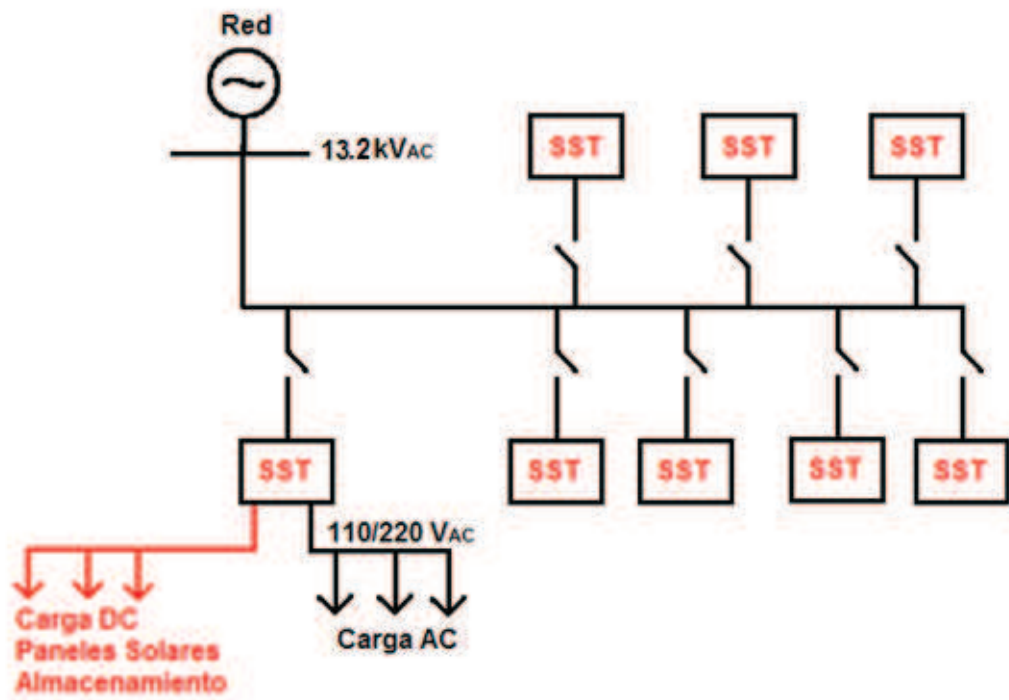 Red
13.2kVAC
SST
SST
SST
SST
SST
SST
SST
SST
110/220 VAC
Carga DC
Paneles Solares
Almacenamiento
Carga AC